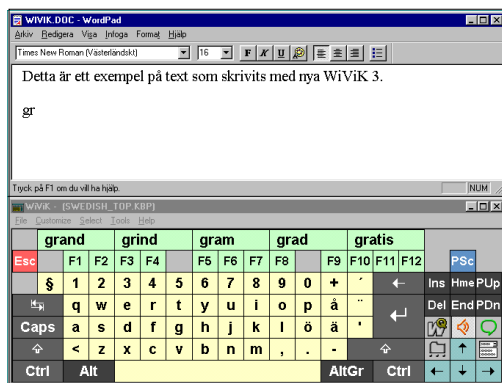 WIVIK.DOC - WordPad
Arkiv Redigera Visa Infoga Format Hjälp
Times New Roman (Västerländskt) 16 F K U
Detta är ett exempel på text som skrivits med nya WiViK 3.
gr
Tryck på F1 om du vill ha hjälp. NUM
WiViK - (SWEDISH_TOP.KBP)
File Customize Select Tools Help
grand grind gram grad gratis
Esc F1 F2 F3 F4 F5 F6 F7 F8 F9 F10 F11 F12 PSc
§ 1 2 3 4 5 6 7 8 9 0 + ´ ← Ins Hme PUp
q w e r t y u i o p å ¨ Del End PDn
Caps a s d f g h j k l ö ä '
< z x c v b n m , . - ↑
Ctrl Alt AltGr Ctrl ← ↓ →